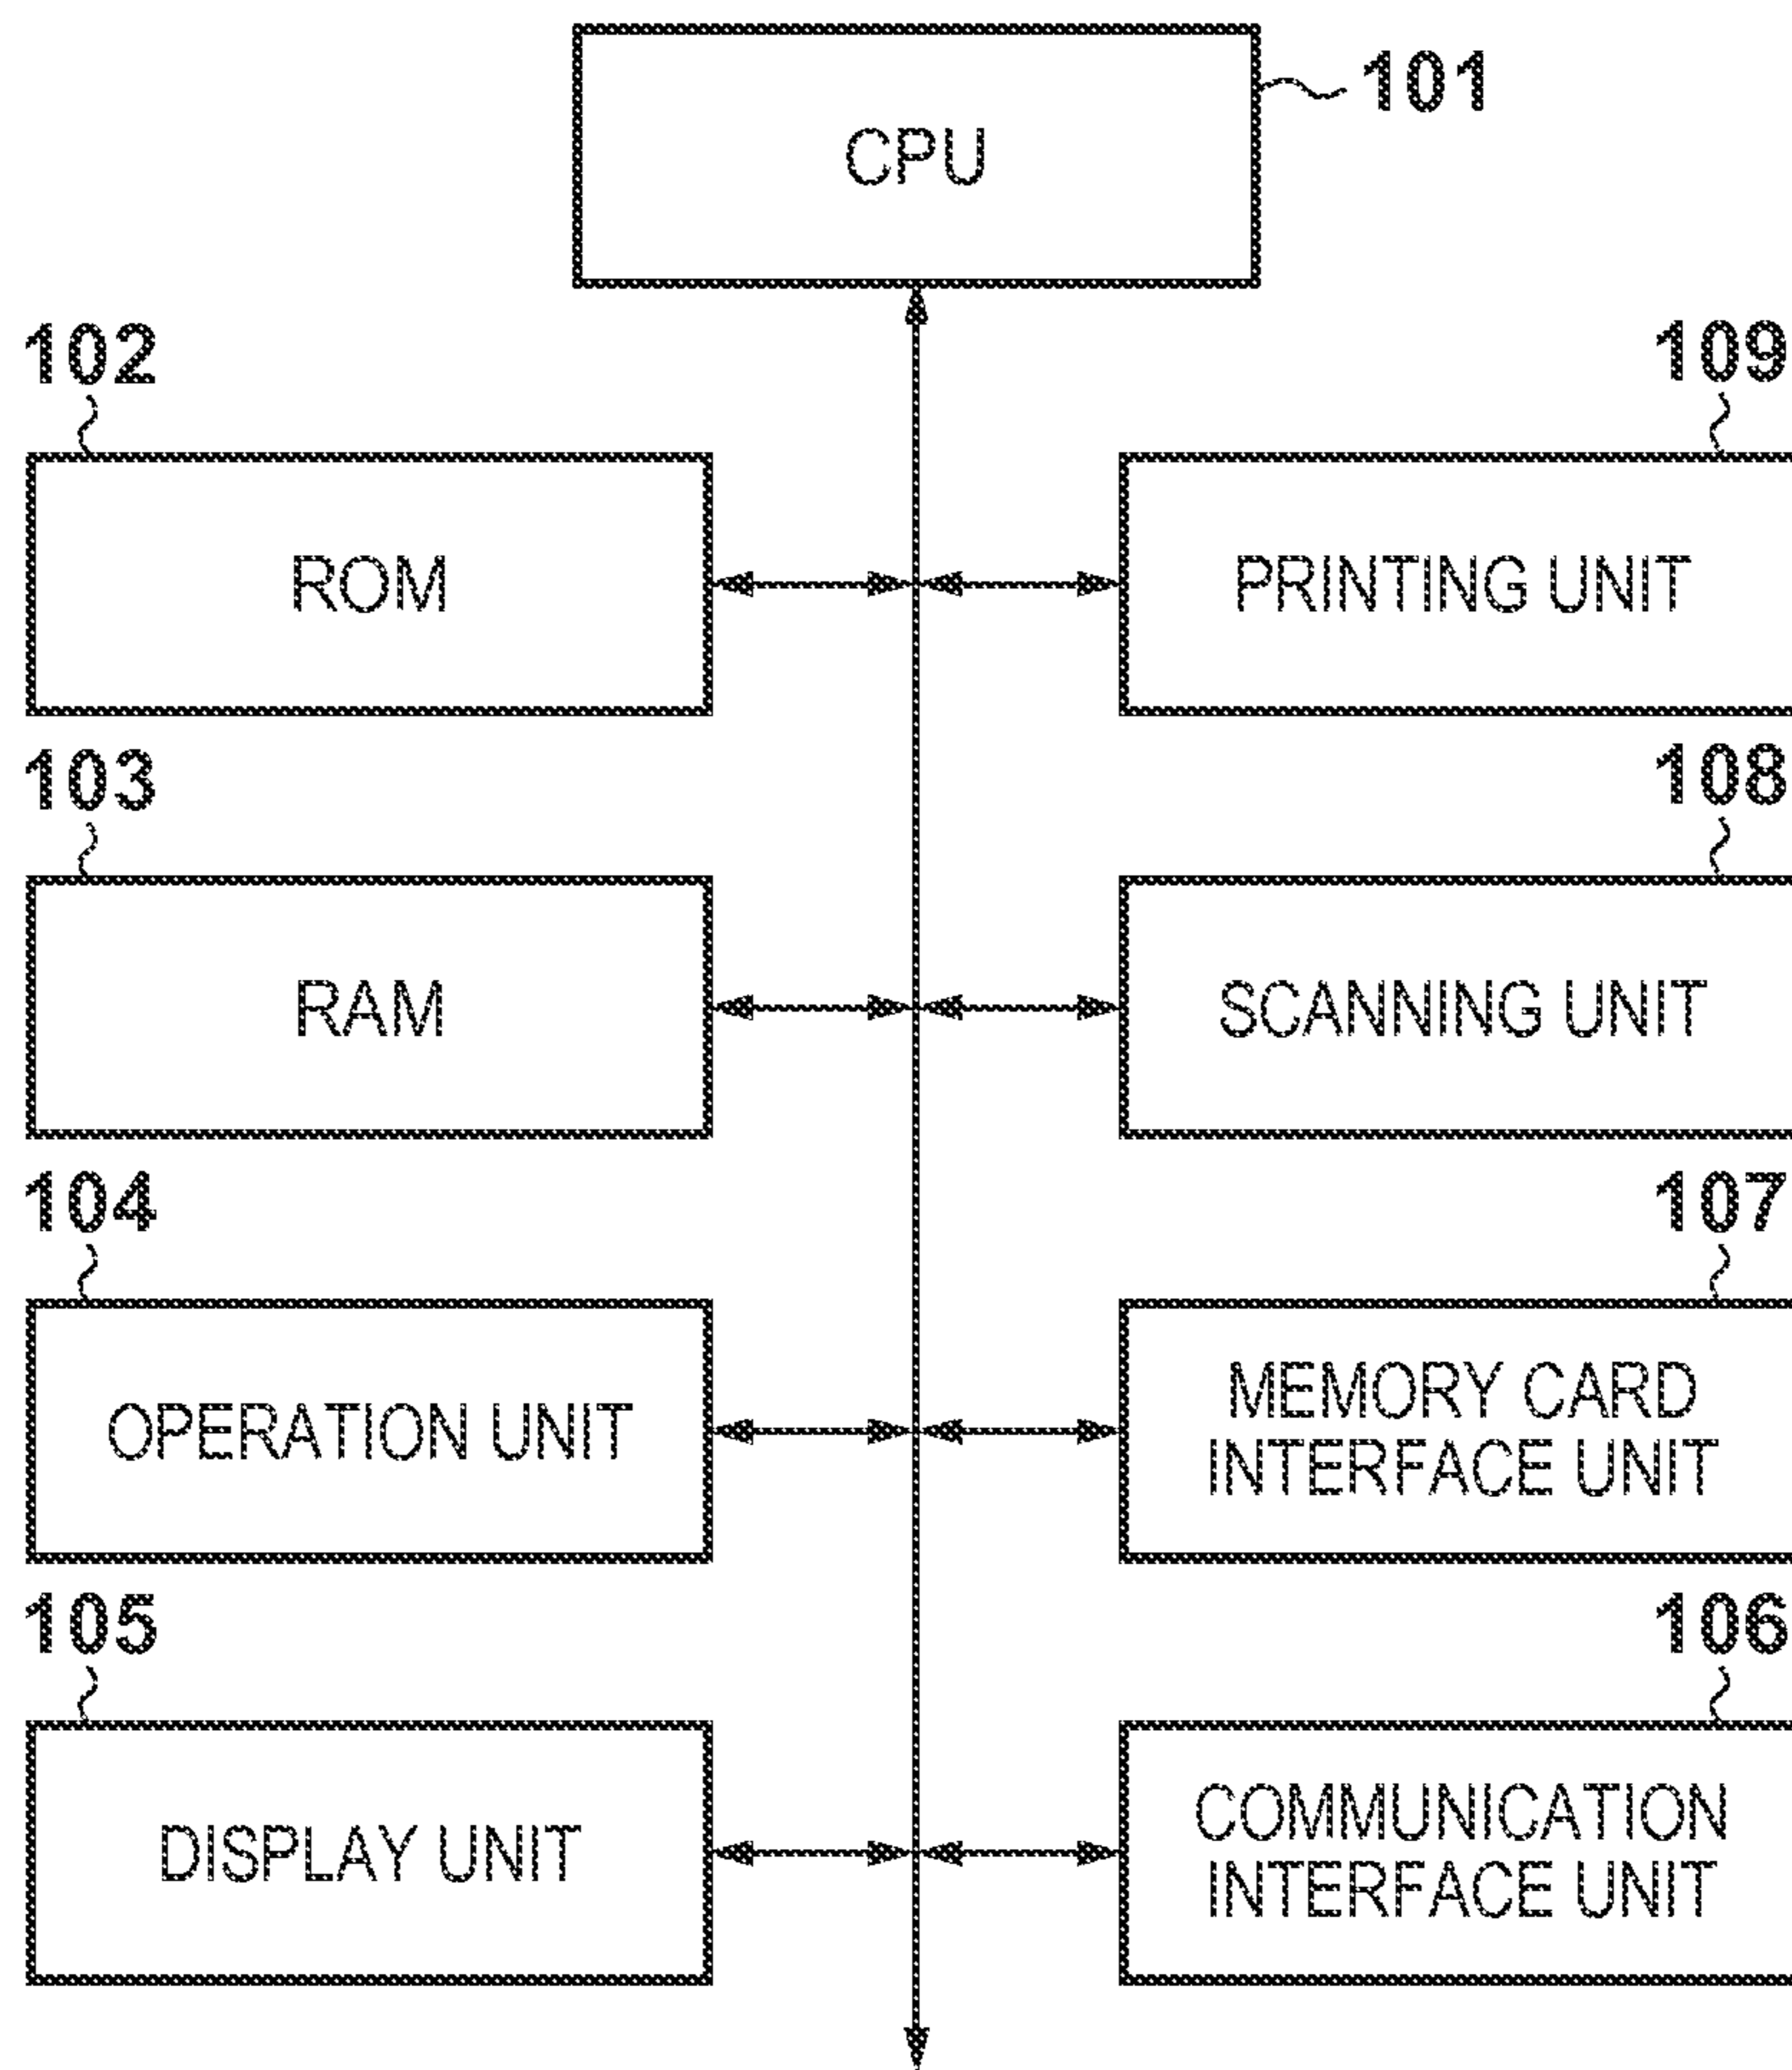 101
CPU
102
109
ROM
PRINTING UNIT
103
108
RAM
SCANNING UNIT
104
107
OPERATION UNIT
MEMORY CARD
INTERFACE UNIT
105
106
DISPLAY UNIT
COMMUNICATION
INTERFACE UNIT